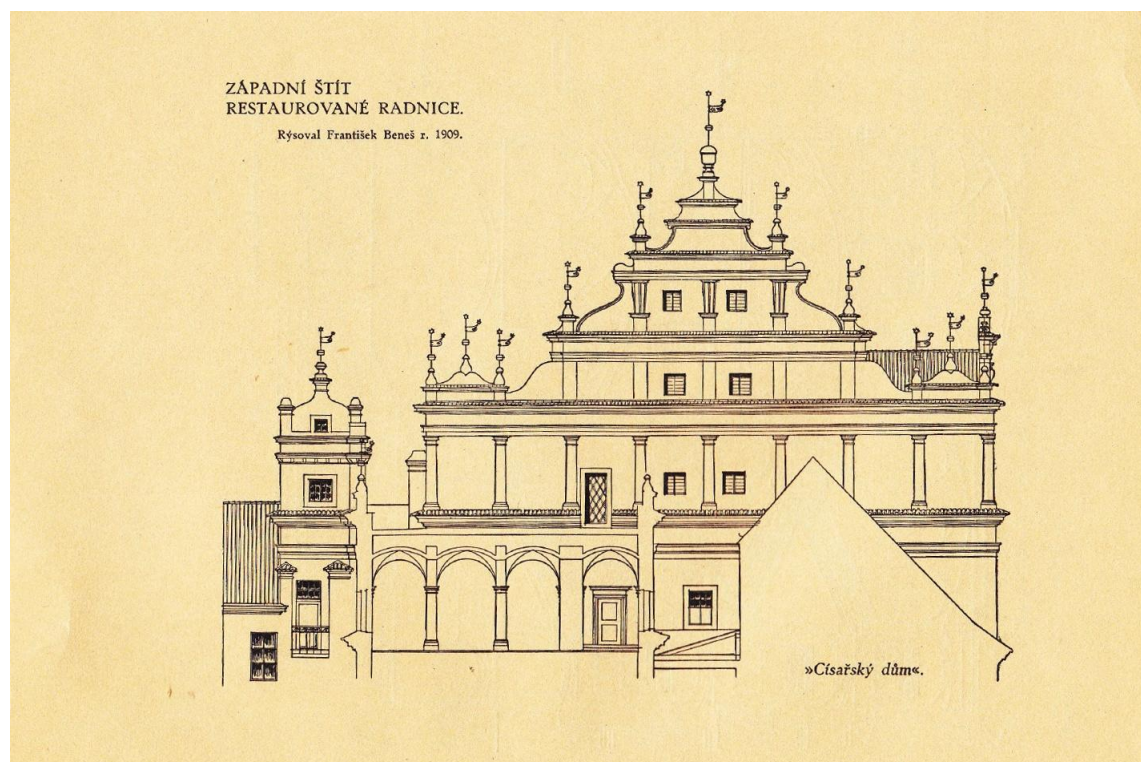 ZÁPADNÍ ŠTÍT
RESTAUROVANÉ RADNICE.
Rýsoval František Beneš r. 1909.
»Císařský dům«.